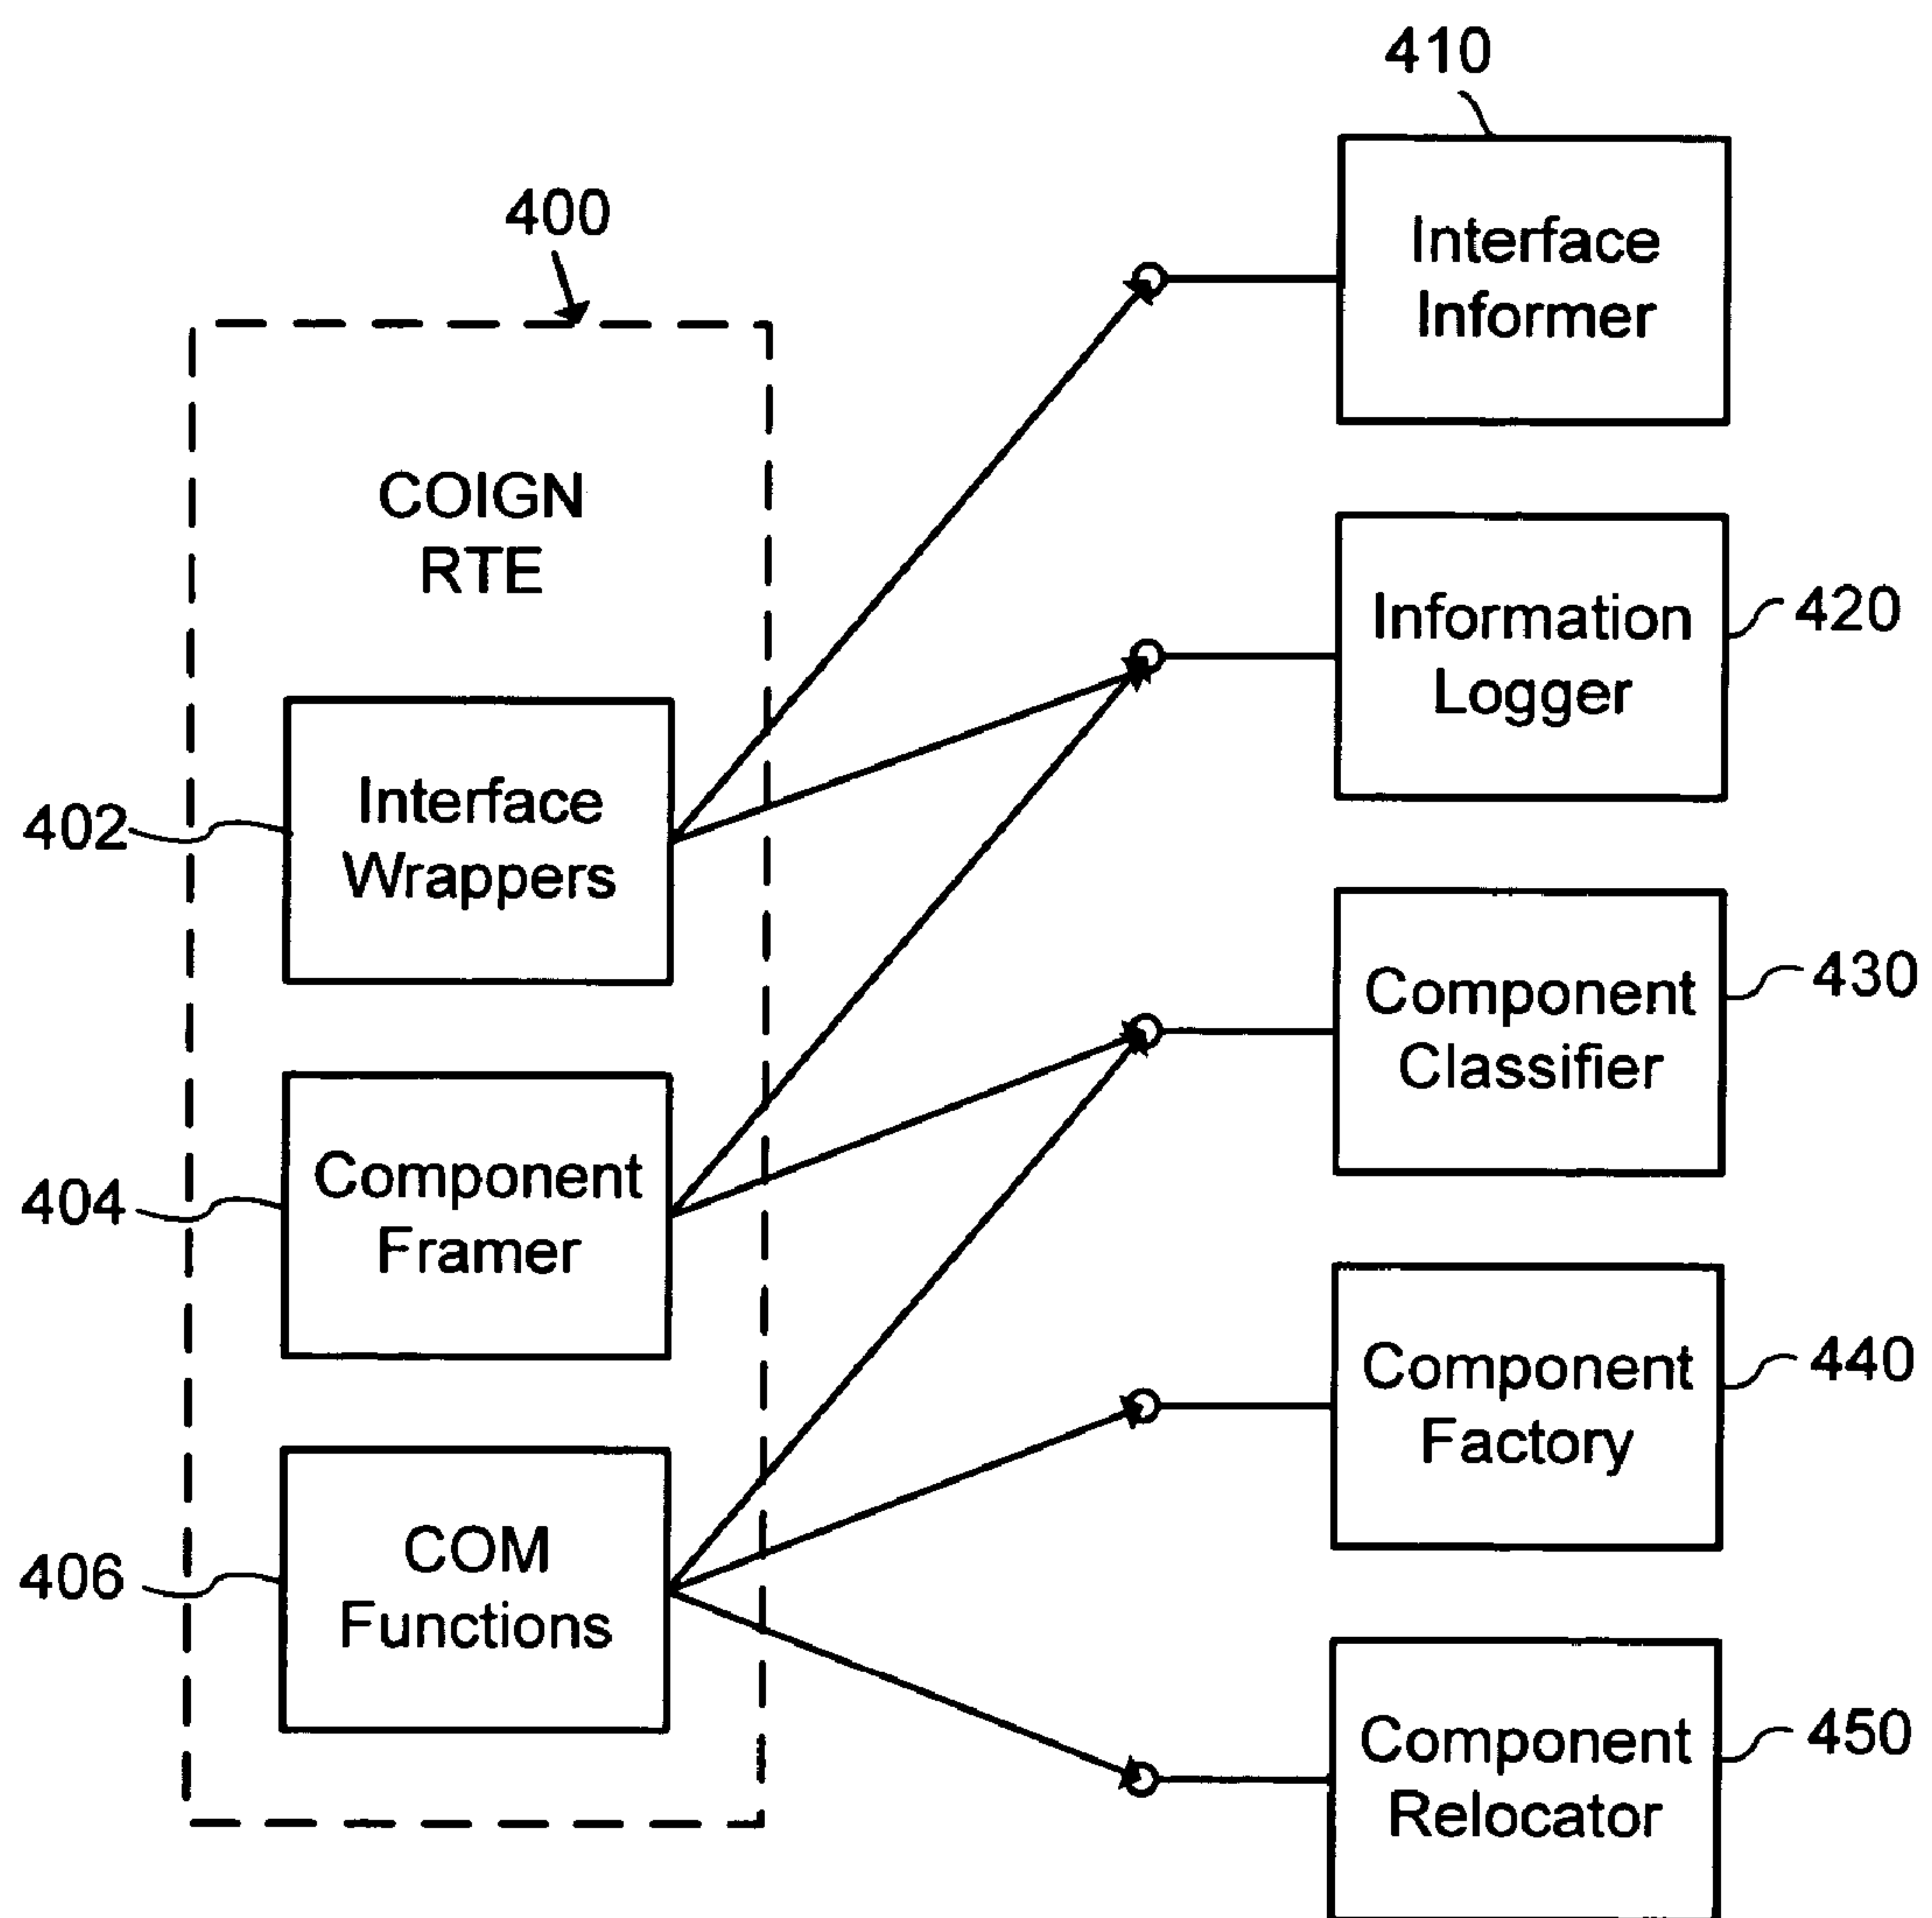 410
400
Interface
Informer
COIGN
RTE
Information
Logger
420
402
Interface
Wrappers
Component
Classifier
430
404
Component
Framer
Component
Factory
440
406
COM
Functions
Component
Relocator
450